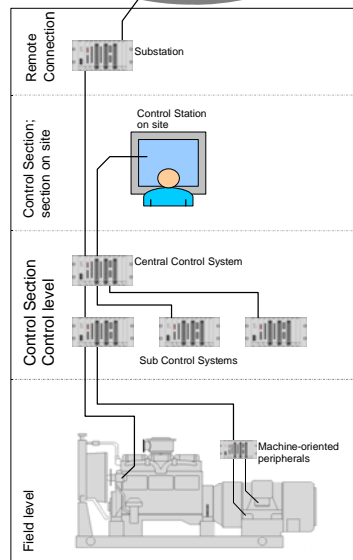 Remote
Connection
Substation
Control Section;
section on site
Control Station
on site
Control Section
Control level
Central Control System
Sub Control Systems
Field level
Machine-oriented
peripherals